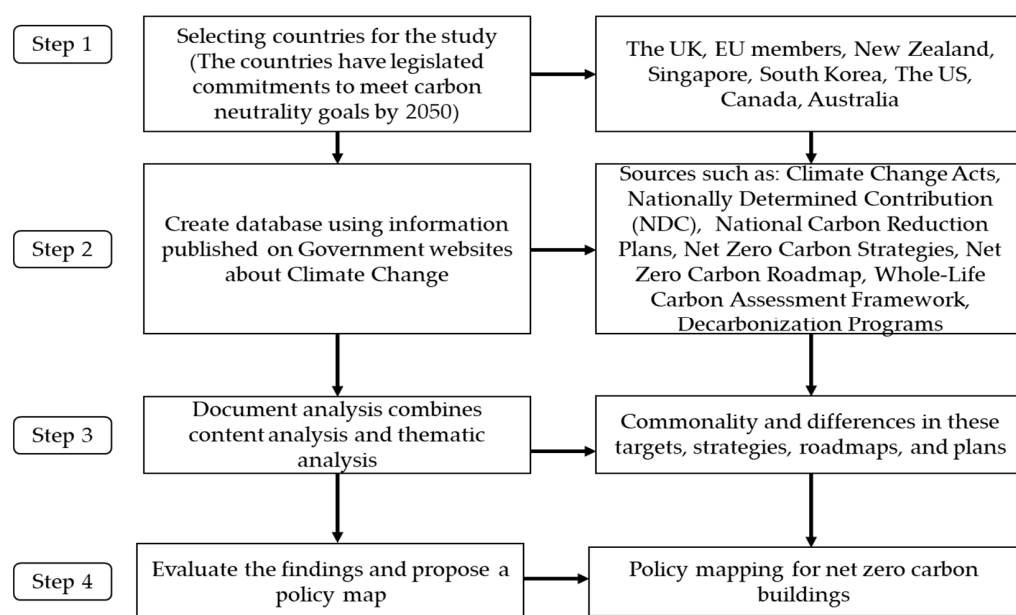 Step 1
Selecting countries for the study
(The countries have legislated
commitments to meet carbon
neutrality goals by 2050)
The UK, EU members, New Zealand,
Singapore, South Korea, The US,
Canada, Australia
Step 2
Create database using information
published on Government websites
about Climate Change
Sources such as: Climate Change Acts,
Nationally Determined Contribution
(NDC), National Carbon Reduction
Plans, Net Zero Carbon Strategies, Net
Zero Carbon Roadmap, Whole-Life
Carbon Assessment Framework,
Decarbonization Programs
Step 3
Document analysis combines
content analysis and thematic
analysis
Commonality and differences in these
targets, strategies, roadmaps, and plans
Step 4
Evaluate the findings and propose a
policy map
Policy mapping for net zero carbon
buildings